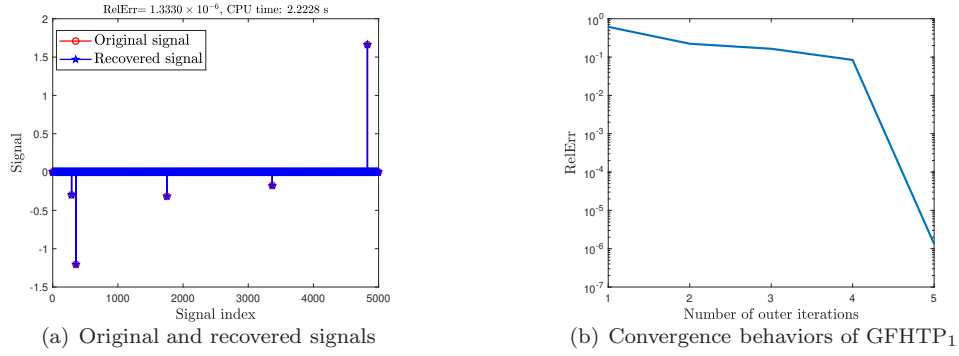 RelErr= 1.3330 × 10^{-6}, CPU time: 2.2228 s
Original signal
Recovered signal
Signal
2
1.5
1
0.5
0
-0.5
-1
-1.5
0 1000 2000 3000 4000 5000
Signal index
(a) Original and recovered signals
RelErr
10^0
10^{-1}
10^{-2}
10^{-3}
10^{-4}
10^{-5}
10^{-6}
10^{-7}
1 2 3 4 5
Number of outer iterations
(b) Convergence behaviors of GFHTP_1